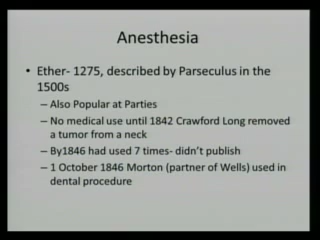 Anesthesia
• Ether- 1275, described by Parseculus in the
1500s
– Also Popular at Parties
– No medical use until 1842 Crawford Long removed
a tumor from a neck
– By1846 had used 7 times- didn't publish
– 1 October 1846 Morton (partner of Wells) used in
dental procedure